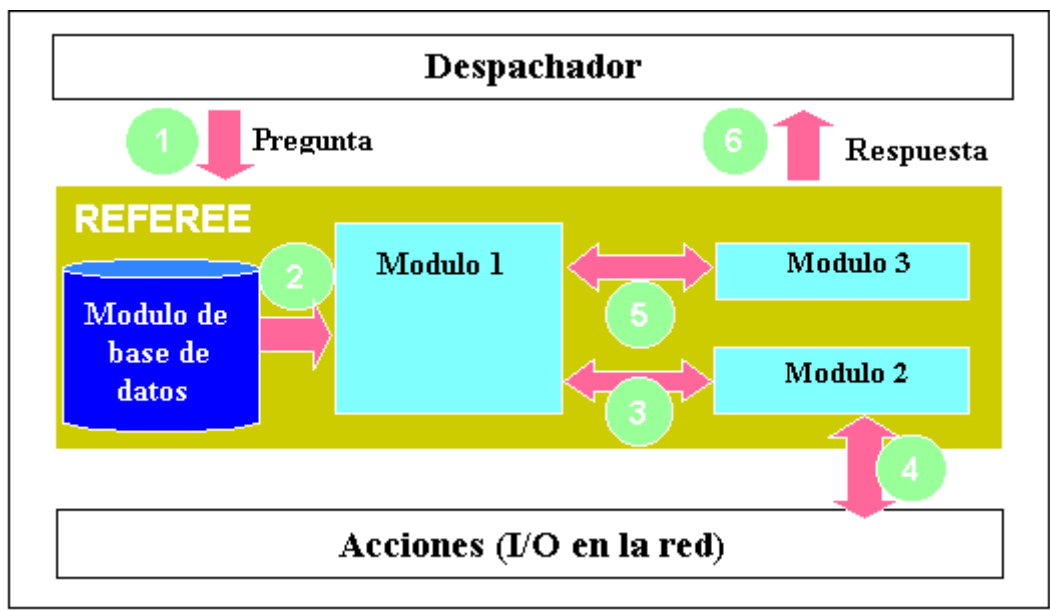 Despachador
1
Pregunta
6
Respuesta
REFEREE
2
Modulo 1
Modulo 3
Modulo de
base de
datos
5
Modulo 2
3
4
Acciones (I/O en la red)